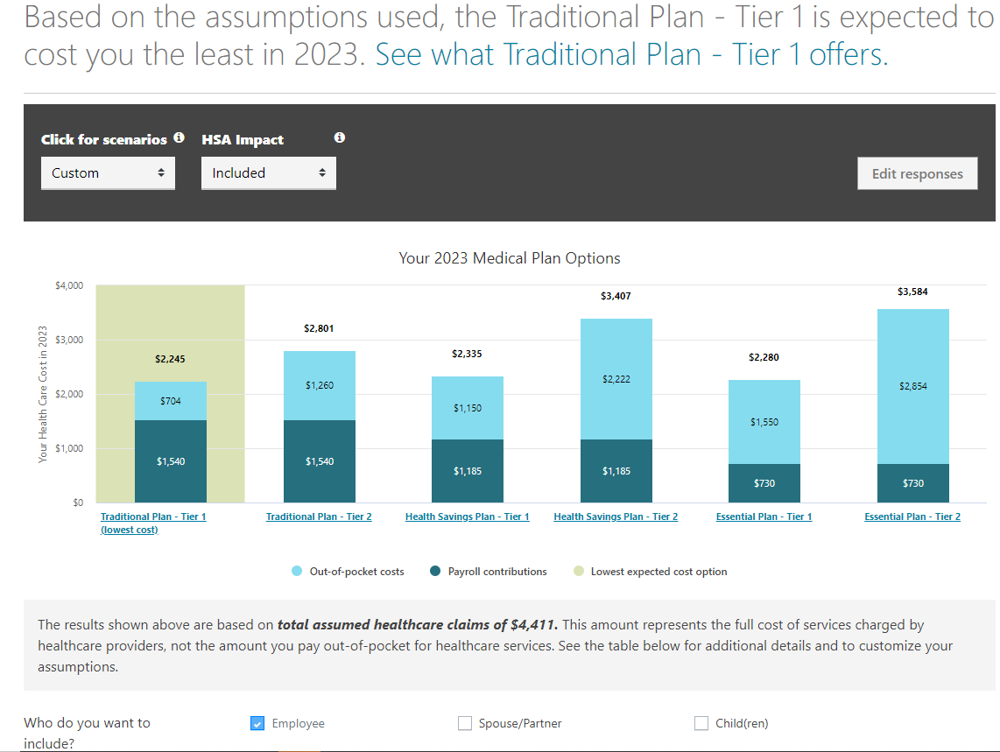 Based on the assumptions used, the Traditional Plan - Tier 1 is expected to
cost you the least in 2023. See what Traditional Plan - Tier 1 offers.
Click for scenarios
HSA Impact
Custom
Included
Edit responses
Your 2023 Medical Plan Options
Your Health Care Cost in 2023
$4,000
$3,000
$2,000
$1,000
$0
$2,245
$704
$1,540
$2,801
$1,260
$1,540
$2,335
$1,150
$1,185
$3,407
$2,222
$1,185
$2,280
$1,550
$730
$3,584
$2,854
$730
Traditional Plan - Tier 1
(lowest cost)
Traditional Plan - Tier 2
Health Savings Plan - Tier 1
Health Savings Plan - Tier 2
Essential Plan - Tier 1
Essential Plan - Tier 2
Out-of-pocket costs
Payroll contributions
Lowest expected cost option
The results shown above are based on total assumed healthcare claims of $4,411. This amount represents the full cost of services charged by
healthcare providers, not the amount you pay out-of-pocket for healthcare services. See the table below for additional details and to customize your
assumptions.
Who do you want to
include?
Employee
Spouse/Partner
Child(ren)